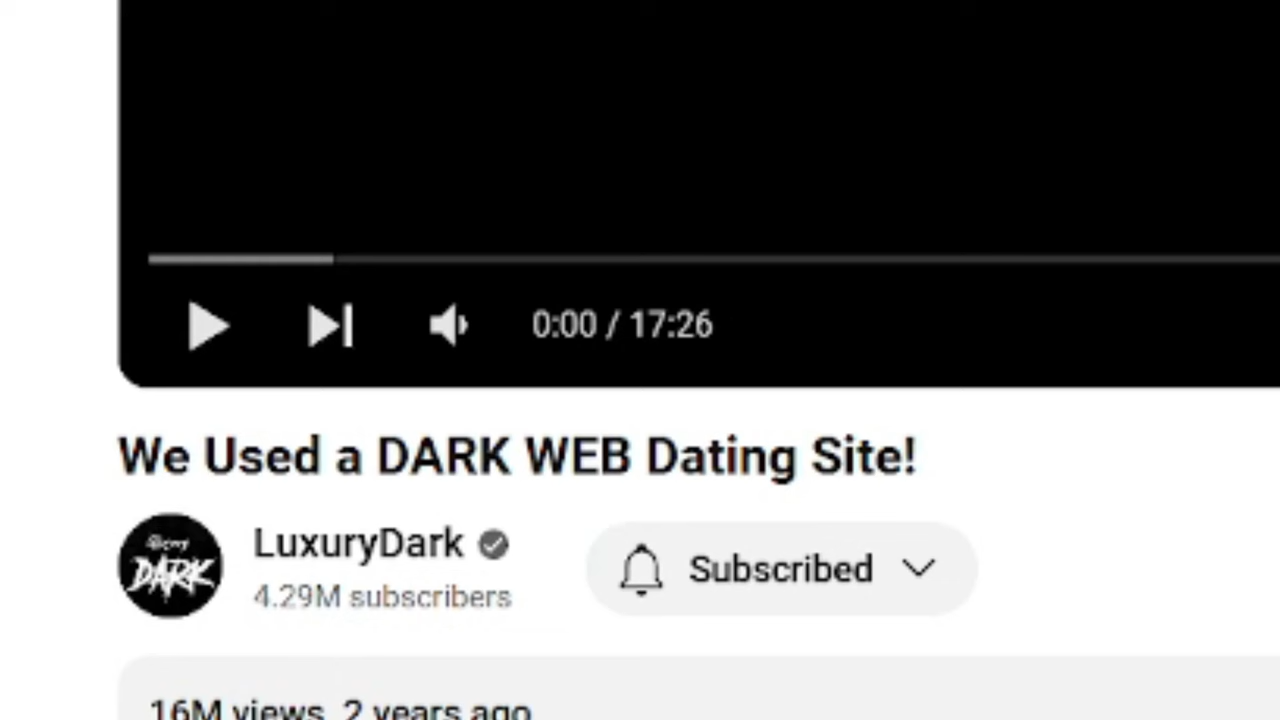 0:00 / 17:26
We Used a DARK WEB Dating Site!
DARK
LuxuryDark
4.29M subscribers
Subscribed
16M views 2 years ago